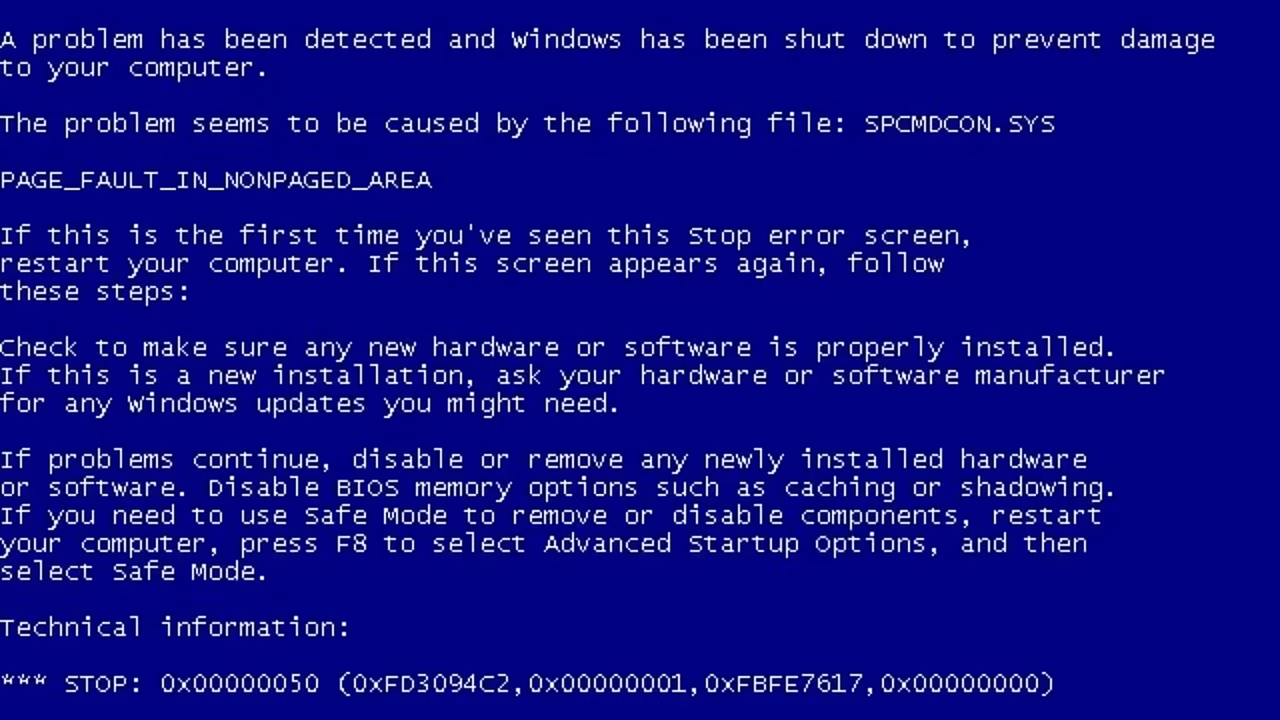 A problem has been detected and Windows has been shut down to prevent damage
to your computer.
The problem seems to be caused by the following file: SPCMDCON.SYS
PAGE_FAULT_IN_NONPAGED_AREA
If this is the first time you've seen this Stop error screen,
restart your computer. If this screen appears again, follow
these steps:
Check to make sure any new hardware or software is properly installed.
If this is a new installation, ask your hardware or software manufacturer
for any Windows updates you might need.
If problems continue, disable or remove any newly installed hardware
or software. Disable BIOS memory options such as caching or shadowing.
If you need to use Safe Mode to remove or disable components, restart
your computer, press F8 to select Advanced Startup Options, and then
select Safe Mode.
Technical information:
*** STOP: 0x00000050 (0xFD3094C2,0x00000001,0xFBFE7617,0x00000000)